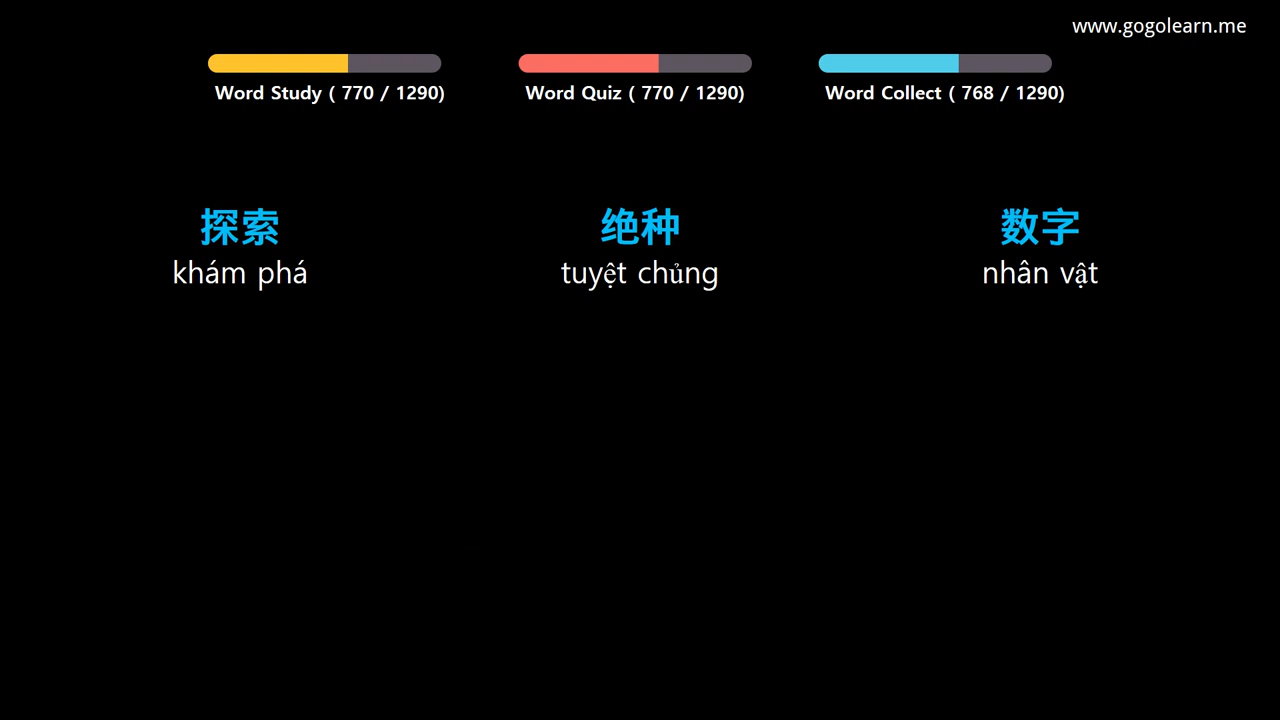 www.gogolearn.me
Word Study ( 770 / 1290)
Word Quiz ( 770 / 1290)
Word Collect ( 768 / 1290)
探索
khám phá
绝种
tuyệt chủng
数字
nhân vật